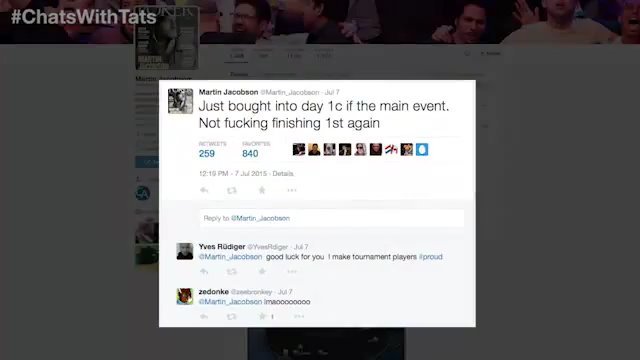 #ChatsWithTats
Martin Jacobson @Martin_Jacobson · Jul 7
Just bought into day 1c if the main event.
Not fucking finishing 1st again
RETWEETS FAVORITES
259 840
12:19 PM - 7 Jul 2015 · Details
Reply to @Martin_Jacobson
Yves Rüdiger @YvesRdiger · Jul 7
@Martin_Jacobson good luck for you ! make tournament players #proud
zedonke @zeebronkey · Jul 7
@Martin_Jacobson lmaooooooooo
1